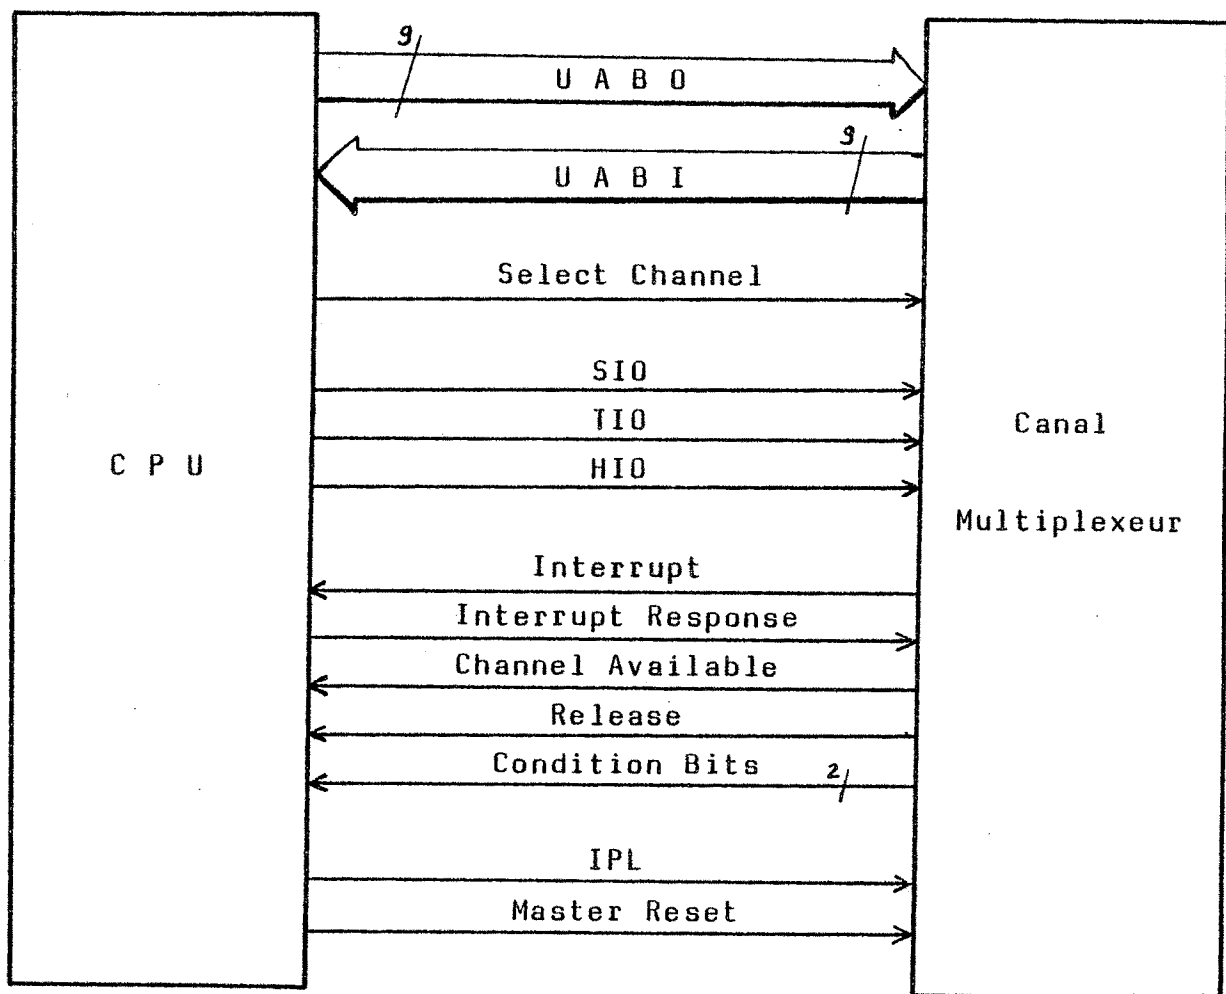 9
U A B O
9
U A B I
Select Channel
SIO
TIO
Canal
C P U
HIO
Multiplexeur
Interrupt
Interrupt Response
Channel Available
Release
Condition Bits 2
IPL
Master Reset